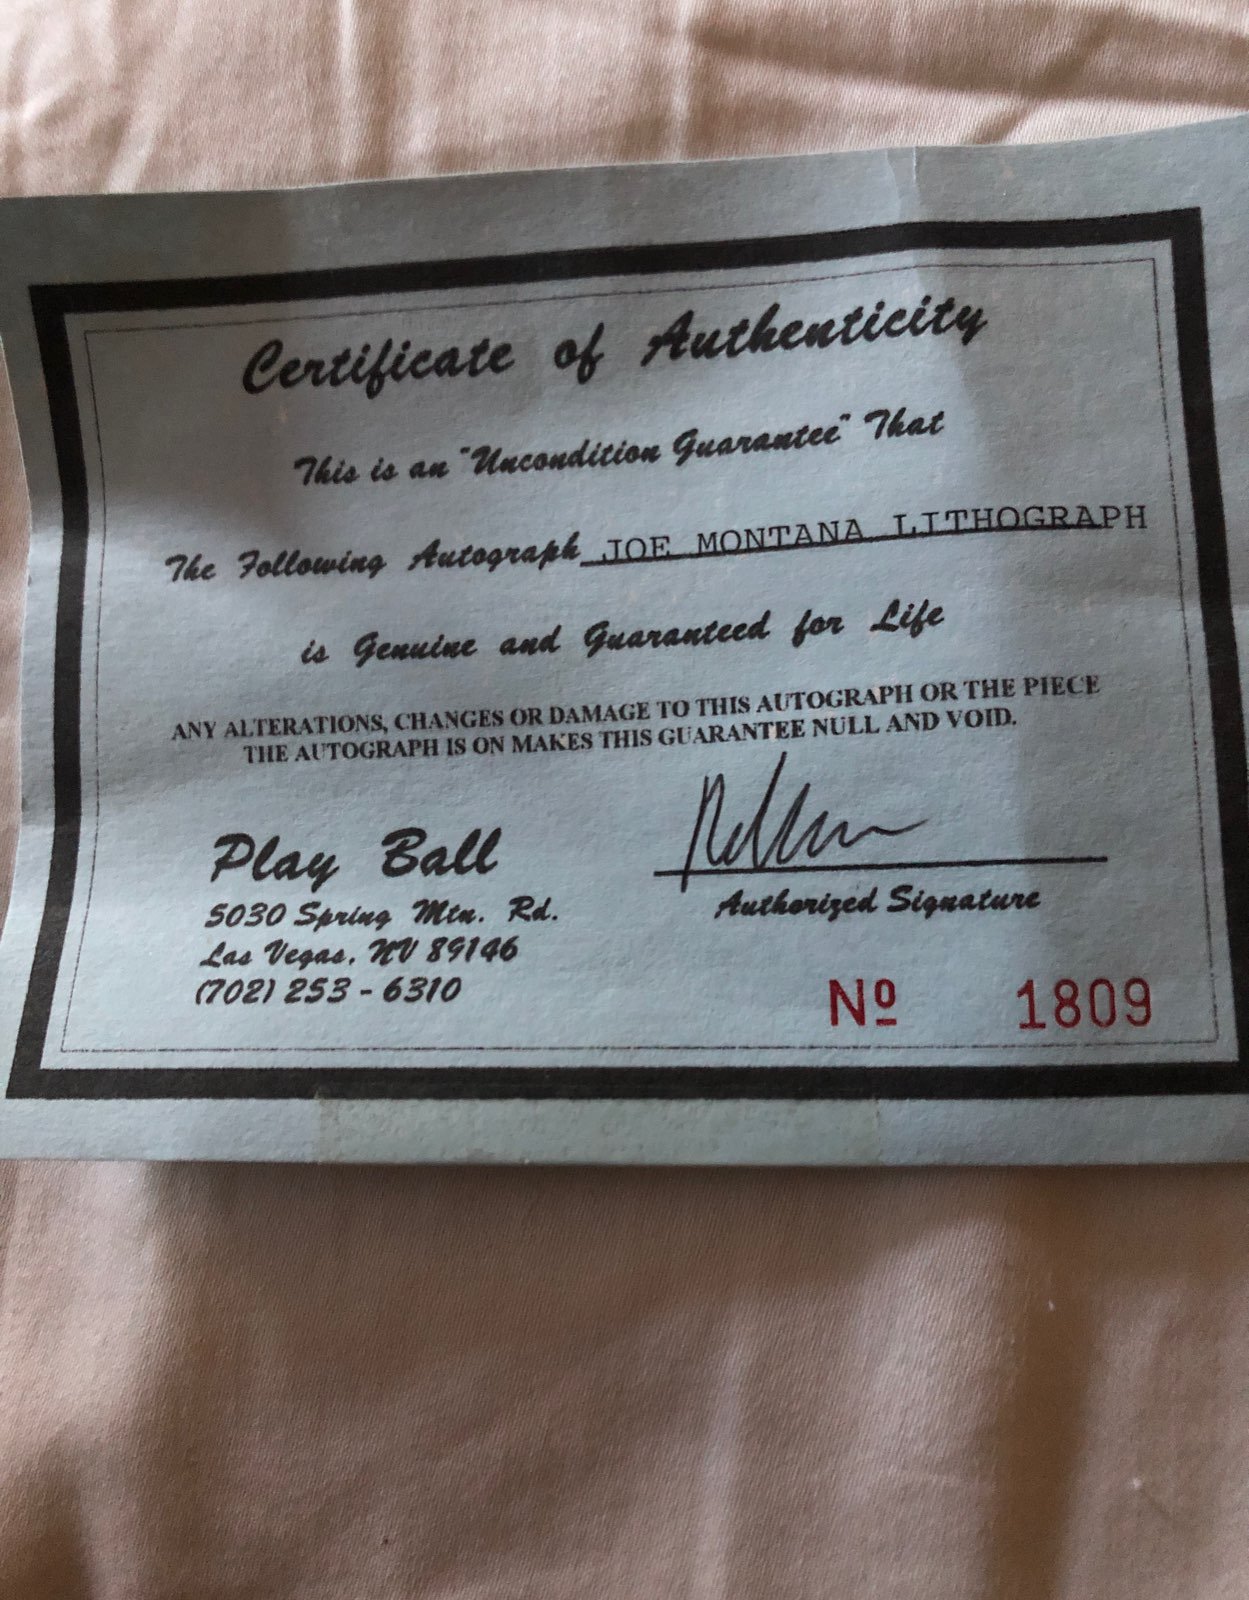 Certificate of Authenticity
This is an "Uncondition Guarantee" That
The Following Autograph JOE MONTANA LITHOGRAPH
is Genuine and Guaranteed for Life
ANY ALTERATIONS, CHANGES OR DAMAGE TO THIS AUTOGRAPH OR THE PIECE
THE AUTOGRAPH IS ON MAKES THIS GUARANTEE NULL AND VOID.
Play Ball
5030 Spring Mtn. Rd.
Las Vegas, NV 89146
(702) 253 - 6310
Authorized Signature
Nº 1809